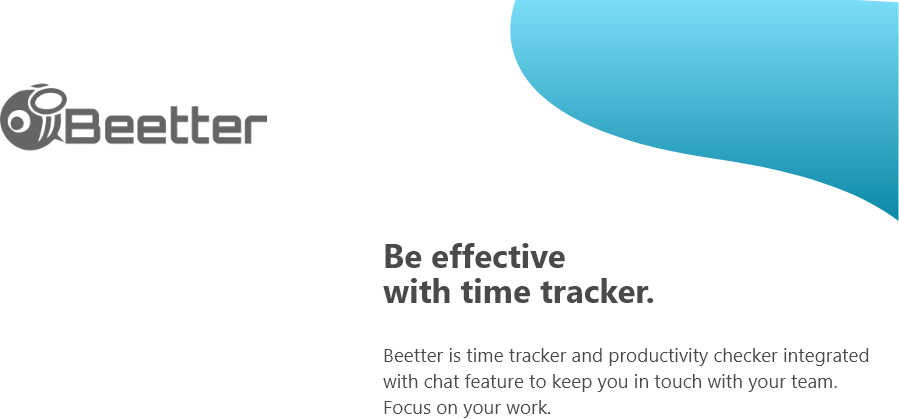 Beetter
Be effective
with time tracker.
Beetter is time tracker and productivity checker integrated
with chat feature to keep you in touch with your team.
Focus on your work.